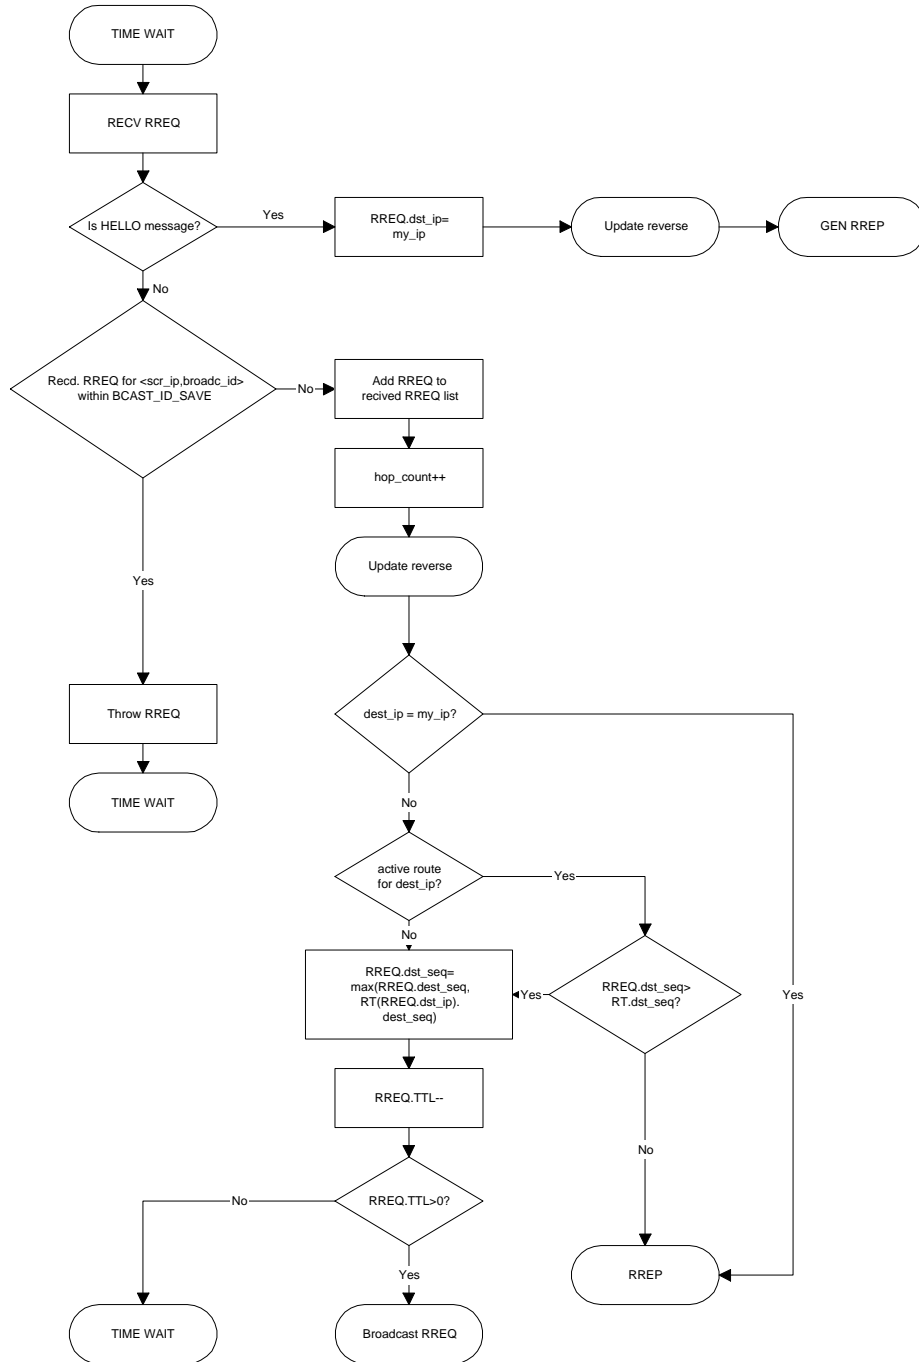 TIME WAIT
RECV RREQ
Is HELLO message?
Yes
RREQ.dst_ip=
my_ip
Update reverse
GEN RREP
No
Recd. RREQ for <scr_ip,broadc_id>
within BCAST_ID_SAVE
No
Add RREQ to
recived RREQ list
hop_count++
Update reverse
Yes
Throw RREQ
TIME WAIT
dest_ip = my_ip?
No
active route
for dest_ip?
Yes
No
RREQ.dst_seq=
max(RREQ.dest_seq,
RT(RREQ.dst_ip).
dest_seq)
Yes
RREQ.dst_seq>
RT.dst_seq?
Yes
RREQ.TTL--
No
RREQ.TTL>0?
No
Yes
RREP
TIME WAIT
Broadcast RREQ